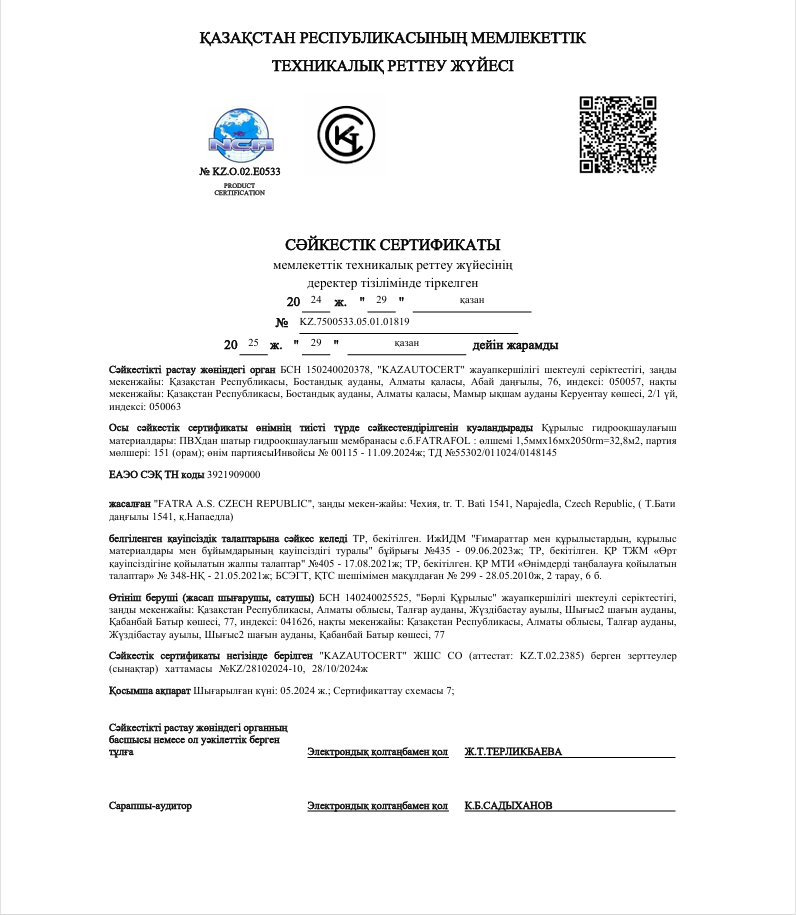 ҚАЗАҚСТАН РЕСПУБЛИКАСЫНЫҢ МЕМЛЕКЕТТІК
ТЕХНИКАЛЫҚ РЕТТЕУ ЖҮЙЕСІ
NCA
№ KZ.O.02.E0533
PRODUCT
CERTIFICATION
СӘЙКЕСТІК СЕРТИФИКАТЫ
мемлекеттік техникалық реттеу жүйесінің
деректер тізілімінде тіркелген
20 24 ж. " 29 " қазан
№ KZ.7500533.05.01.01819
20 25 ж. " 29 " қазан дейін жарамды
Сәйкестікті растау жөніндегі орган БСН 150240020378, "KAZAUTOCERT" жауапкершілігі шектеулі серіктестігі, заңды
мекенжайы: Қазақстан Республикасы, Бостандық ауданы, Алматы қаласы, Абай даңғылы, 76, индексі: 050057, нақты
мекенжайы: Қазақстан Республикасы, Бостандық ауданы, Алматы қаласы, Мамыр ықшам ауданы Керуентау көшесі, 2/1 үй,
индексі: 050063
Осы сәйкестік сертификаты өнімнің тиісті түрде сәйкестендірілгенін куәландырады Құрылыс гидрооқшаулағыш
материалдары: ПВХдан шатыр гидрооқшаулағыш мембранасы с.б.FATRAFOL : өлшемі 1,5ммх16мх2050rm=32,8м2, партия
мөлшері: 151 (орам); өнім партиясыИнвойсы № 00115 - 11.09.2024ж; ТД №55302/011024/0148145
ЕАЭО СЭҚ ТН коды 3921909000
жасалған "FATRA A.S. CZECH REPUBLIC", заңды мекен-жайы: Чехия, tr. T. Bati 1541, Napajedla, Czech Republic, ( Т.Бати
даңғылы 1541, қ.Напаедла)
белгіленген қауіпсіздік талаптарына сәйкес келеді ТР, бекітілген. ИжИДМ "Ғимараттар мен құрылыстардың, құрылыс
материалдары мен бұйымдарының қауіпсіздігі туралы" бұйрығы №435 - 09.06.2023ж; ТР, бекітілген. ҚР ТЖМ «Өрт
қауіпсіздігіне қойылатын жалпы талаптар" №405 - 17.08.2021ж; ТР, бекітілген. ҚР МТИ «Өнімдерді таңбалауға қойылатын
талаптар» № 348-НҚ - 21.05.2021ж; БСЭГТ, ҚТС шешімімен мақұлдаған № 299 - 28.05.2010ж, 2 тарау, 6 б.
Өтініш беруші (жасап шығарушы, сатушы) БСН 140240025525, "Бөрлі Құрылыс" жауапкершілігі шектеулі серіктестігі,
заңды мекенжайы: Қазақстан Республикасы, Алматы облысы, Талғар ауданы, Жүздібастау ауылы, Шығыс2 шағын ауданы,
Қабанбай Батыр көшесі, 77, индексі: 041626, нақты мекенжайы: Қазақстан Республикасы, Алматы облысы, Талғар ауданы,
Жүздібастау ауылы, Шығыс2 шағын ауданы, Қабанбай Батыр көшесі, 77
Сәйкестік сертификаты негізінде берілген "KAZAUTOCERT" ЖШС СО (аттестат: KZ.T.02.2385) берген зерттеулер
(сынақтар) хаттамасы №KZ/28102024-10, 28/10/2024ж
Қосымша ақпарат Шығарылған күні: 05.2024 ж.; Сертификаттау схемасы 7;
Сәйкестікті растау жөніндегі органның
басшысы немесе ол уәкілеттік берген
тұлға Электрондық қолтаңбамен қол Ж.Т.ТЕРЛИКБАЕВА
Сарапшы-аудитор Электрондық қолтаңбамен қол К.Б.САДЫХАНОВ